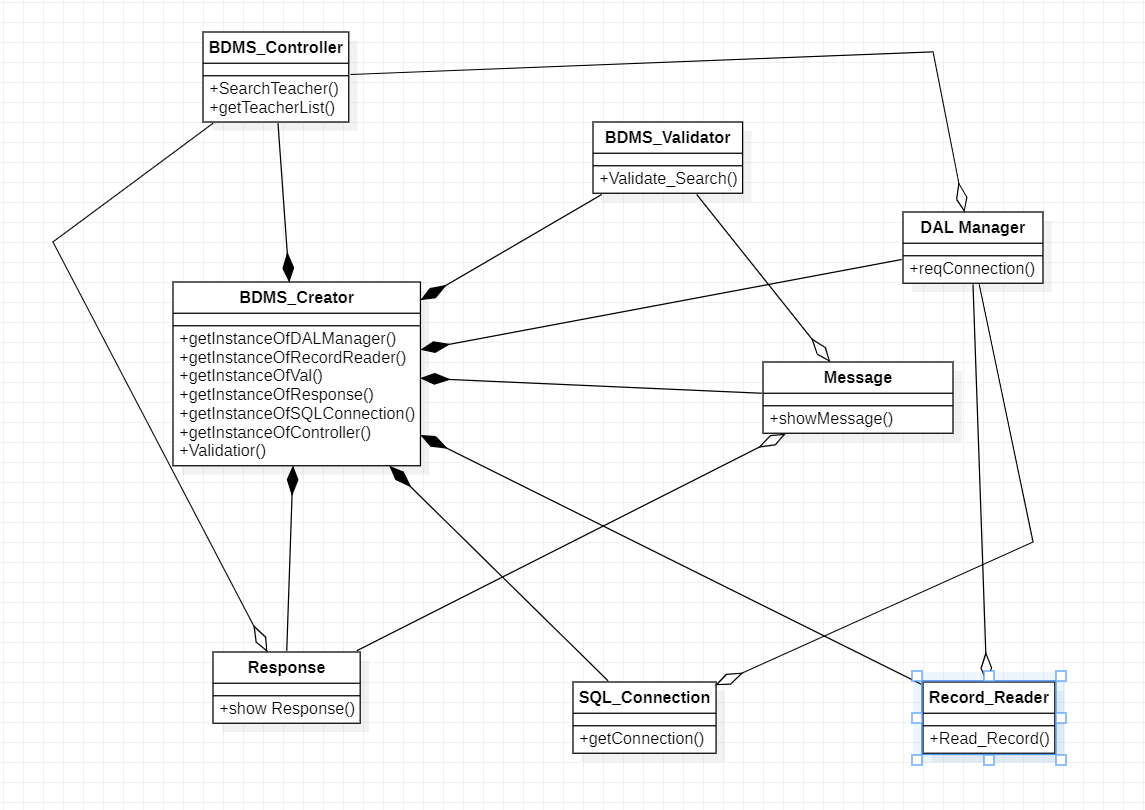 BDMS_Controller
+SearchTeacher()
+getTeacherList()
BDMS_Validator
+Validate_Search()
DAL Manager
+reqConnection()
BDMS_Creator
+getInstanceOfDALManager()
+getInstanceOfRecordReader()
+getInstanceOfVal()
+getInstanceOfResponse()
+getInstanceOfSQLConnection()
+getInstanceOfController()
+Validatior()
Message
+showMessage()
Response
+show Response()
SQL_Connection
+getConnection()
Record_Reader
+Read_Record()